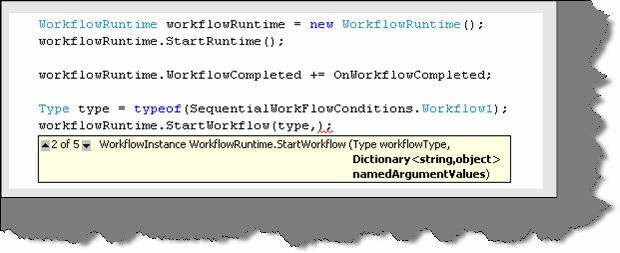 WorkflowRuntime workflowRuntime = new WorkflowRuntime();
workflowRuntime.StartRuntime();
workflowRuntime.WorkflowCompleted += OnWorkflowCompleted;
Type type = typeof(SequentialWorkFlowConditions.Workflow1);
workflowRuntime.StartWorkflow(type,);
2 of 5 WorkflowInstance WorkflowRuntime.StartWorkflow (Type workflowType,
Dictionary<string,object>
namedArgumentValues)